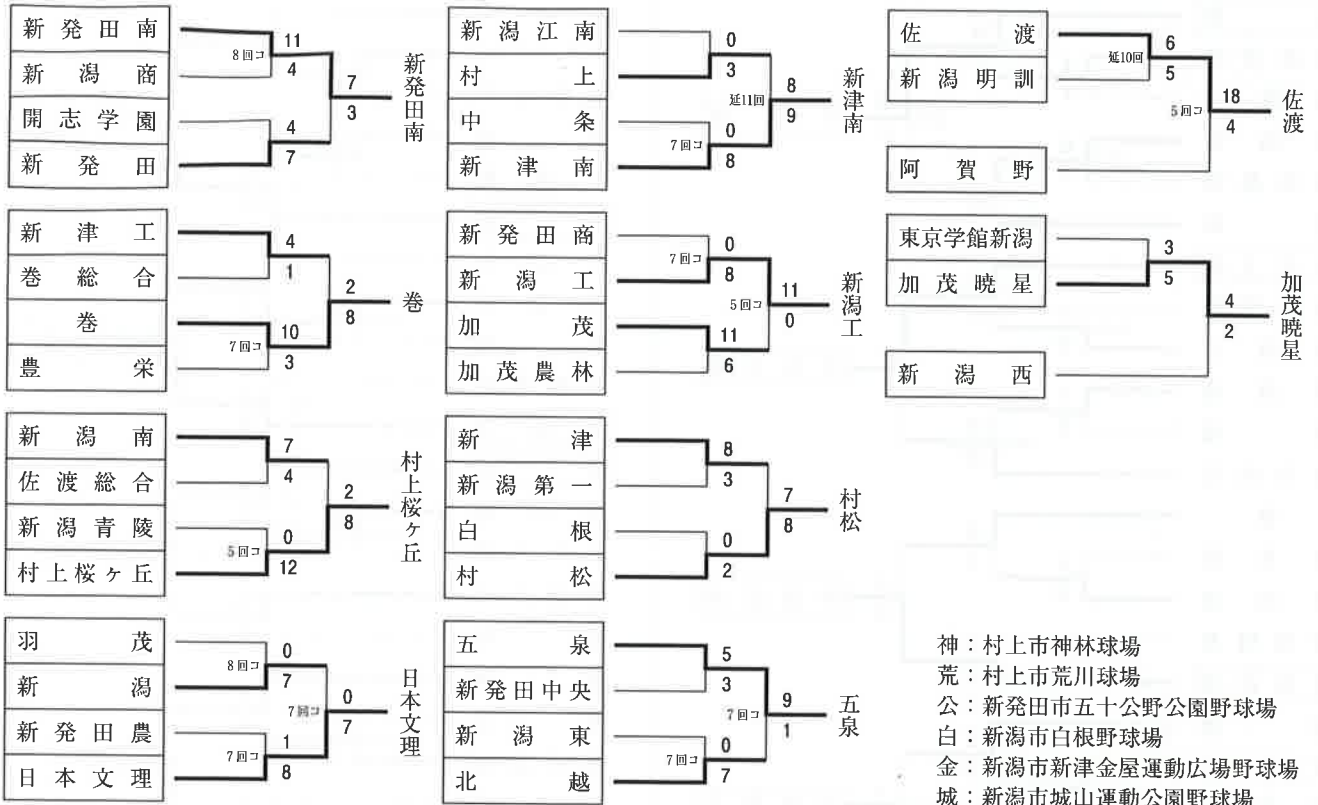 新発田南
新潟商
開志学園
新発田
8回コ
11
4
4
7
7
3
新発田南
新津工
巻総合
巻
豊栄
4
1
7回コ
10
3
2
8
巻
新潟南
佐渡総合
新潟青陵
村上桜ヶ丘
7
4
5回コ
0
12
2
8
村上桜ヶ丘
羽茂
新潟
新発田農
日本文理
8回コ
0
7
7回コ
1
8
7回コ
0
7
日本文理
新潟江南
村上
中条
新津南
0
3
7回コ
0
8
延11回
8
9
新津南
新発田商
新潟工
加茂
加茂農林
7回コ
0
8
11
6
5回コ
11
0
新潟工
新津
新潟第一
白根
村松
8
3
0
2
7
8
村松
五泉
新発田中央
新潟東
北越
5
3
7回コ
0
7
7回コ
9
1
五泉
佐渡
新潟明訓
阿賀野
延10回
6
5
5回コ
18
4
佐渡
東京学館新潟
加茂暁星
新潟西
3
5
4
2
加茂暁星
神：村上市神林球場
荒：村上市荒川球場
公：新発田市五十公野公園野球場
白：新潟市白根野球場
金：新潟市新津金屋運動広場野球場
城：新潟市城山運動公園野球場